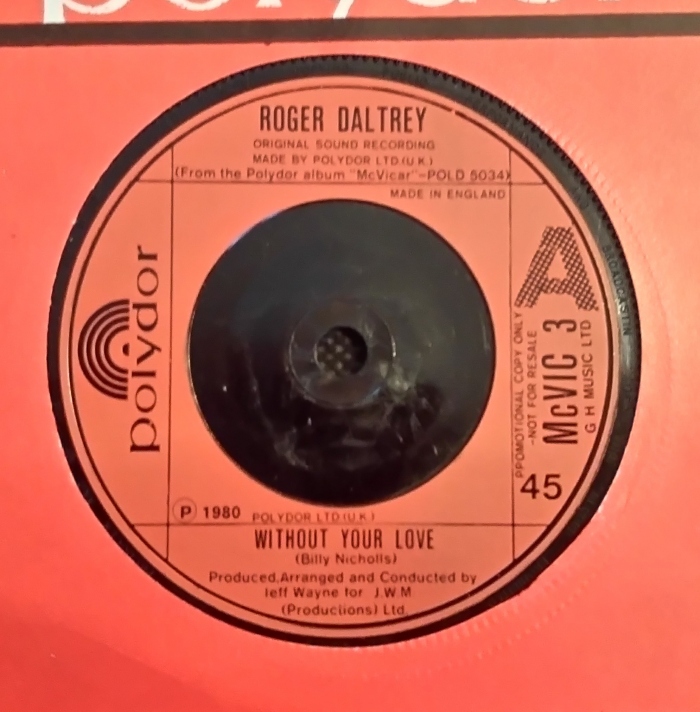 polydor
ROGER DALTREY
ORIGINAL SOUND RECORDING
MADE BY POLYDOR LTD.(U.K.)
(From the Polydor album "McVicar"-POLD 5034)
MADE IN ENGLAND
polydor
A
PROMOTIONAL COPY ONLY
-NOT FOR RESALE
McVIC 3
G H MUSIC LTD
45
P 1980 POLYDOR LTD.(U.K.)
WITHOUT YOUR LOVE
(Billy Nicholls)
Produced,Arranged and Conducted by
Jeff Wayne for J.W.M
(Productions) Ltd.